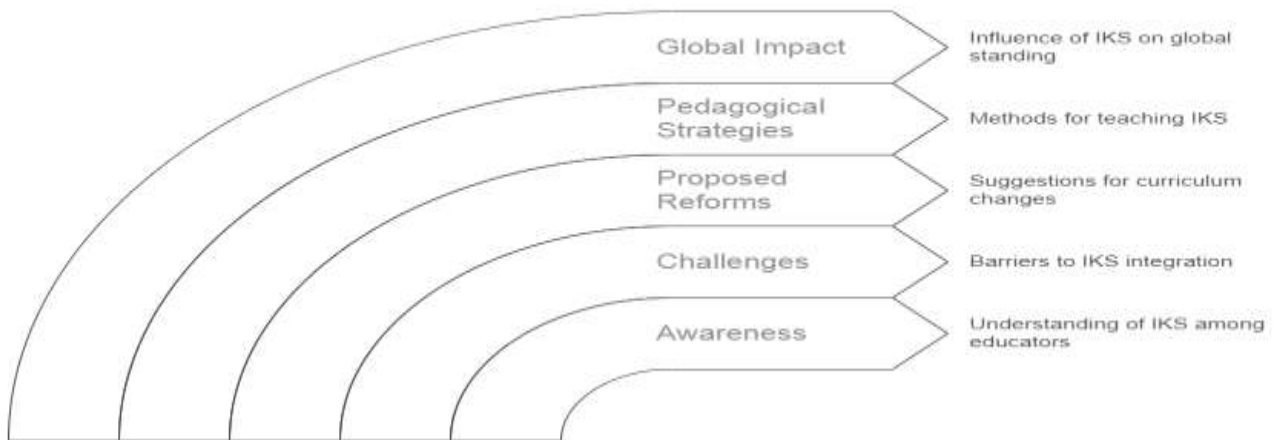 Global Impact
Influence of IKS on global
standing
Pedagogical
Strategies
Methods for teaching IKS
Proposed
Reforms
Suggestions for curriculum
changes
Challenges
Barriers to IKS integration
Awareness
Understanding of IKS among
educators